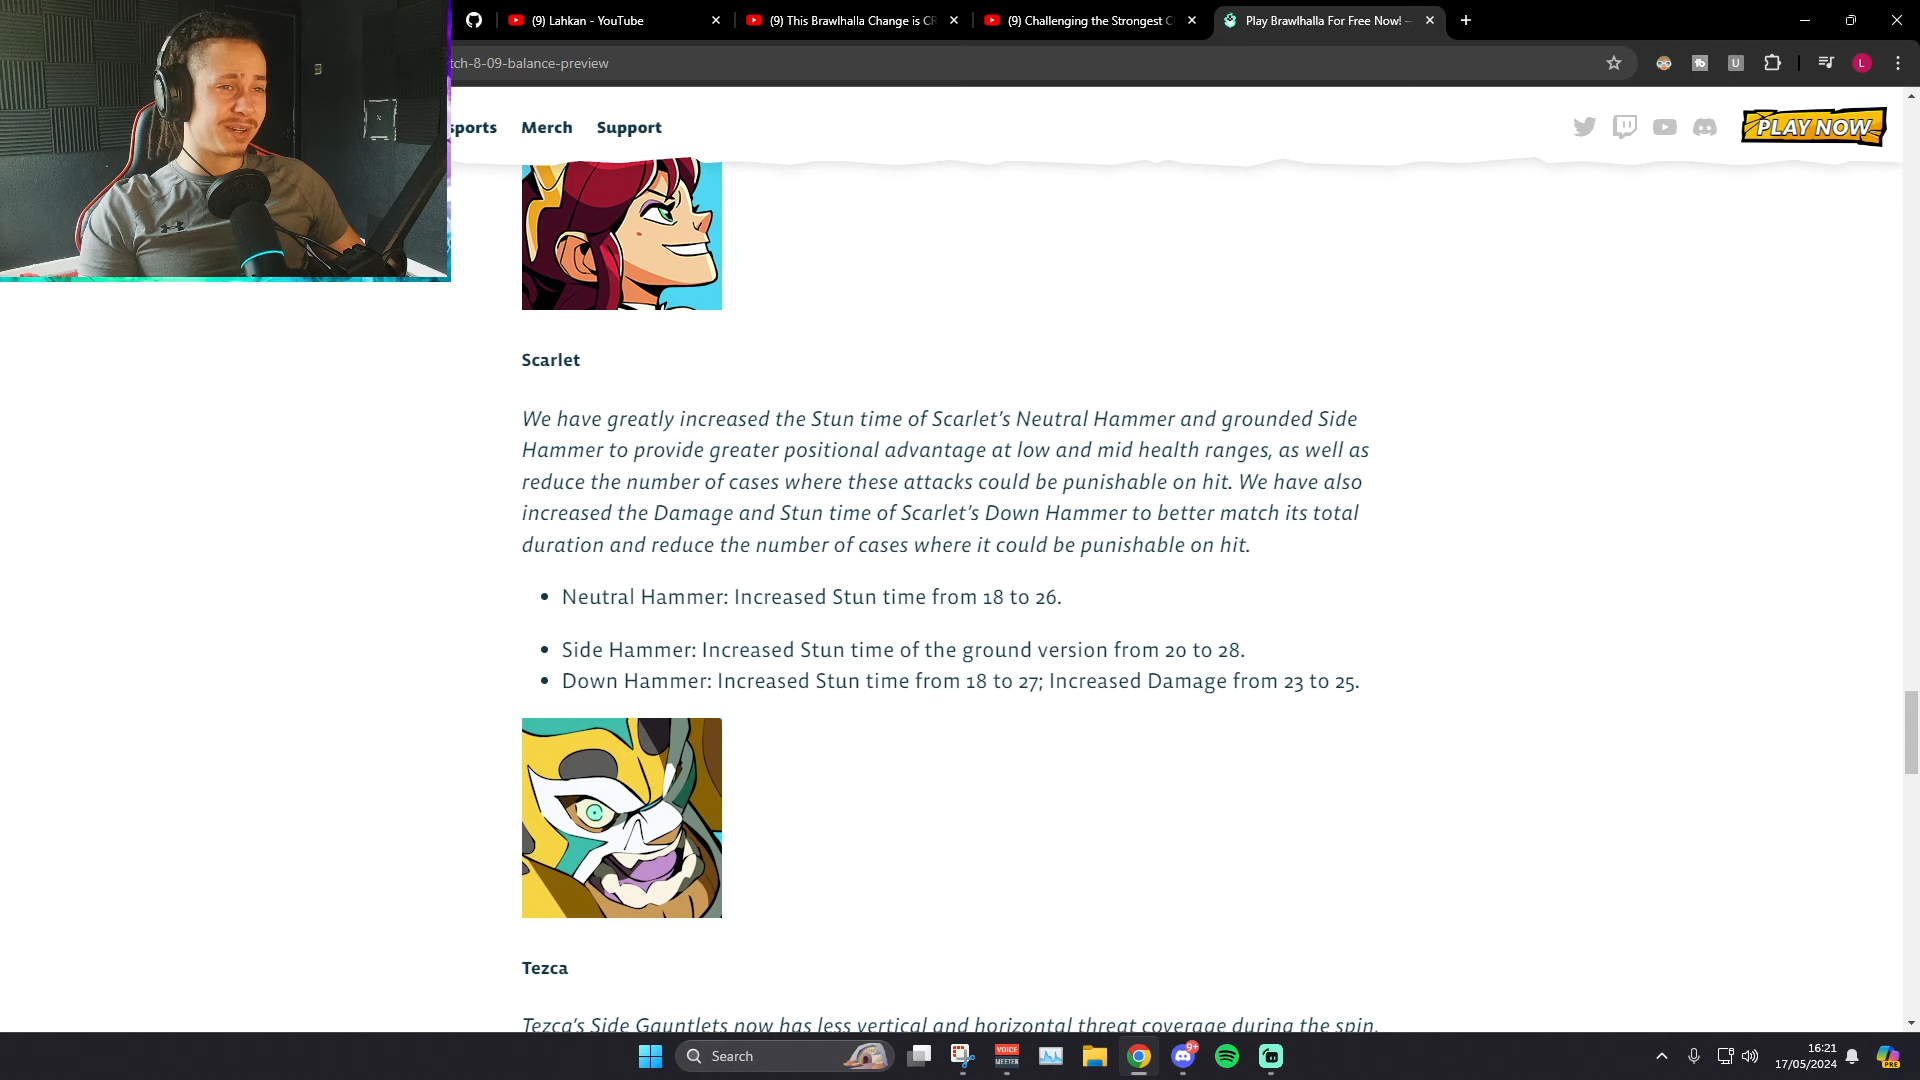 (9) Lahkan - YouTube
(9) This Brawlhalla Change is CR
(9) Challenging the Strongest C
Play Brawlhalla For Free Now! –
tch-8-09-balance-preview
sports Merch Support
PLAY NOW
Scarlet
We have greatly increased the Stun time of Scarlet's Neutral Hammer and grounded Side
Hammer to provide greater positional advantage at low and mid health ranges, as well as
reduce the number of cases where these attacks could be punishable on hit. We have also
increased the Damage and Stun time of Scarlet's Down Hammer to better match its total
duration and reduce the number of cases where it could be punishable on hit.
• Neutral Hammer: Increased Stun time from 18 to 26.
• Side Hammer: Increased Stun time of the ground version from 20 to 28.
• Down Hammer: Increased Stun time from 18 to 27; Increased Damage from 23 to 25.
Tezca
Tezca's Side Gauntlets now has less vertical and horizontal threat coverage during the spin.
Search
VOICE
MEETER
9+
16:21
17/05/2024
PRE